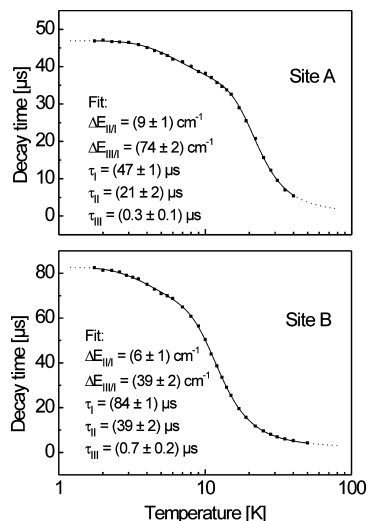 50
40
30
20
10
0
Decay time [μs]
Site A
Fit:
ΔE_II/I = (9 ± 1) cm⁻¹
ΔE_III/I = (74 ± 2) cm⁻¹
τ_I = (47 ± 1) μs
τ_II = (21 ± 2) μs
τ_III = (0.3 ± 0.1) μs
80
60
40
20
0
Decay time [μs]
Site B
Fit:
ΔE_II/I = (6 ± 1) cm⁻¹
ΔE_III/I = (39 ± 2) cm⁻¹
τ_I = (84 ± 1) μs
τ_II = (39 ± 2) μs
τ_III = (0.7 ± 0.2) μs
1 10 100
Temperature [K]